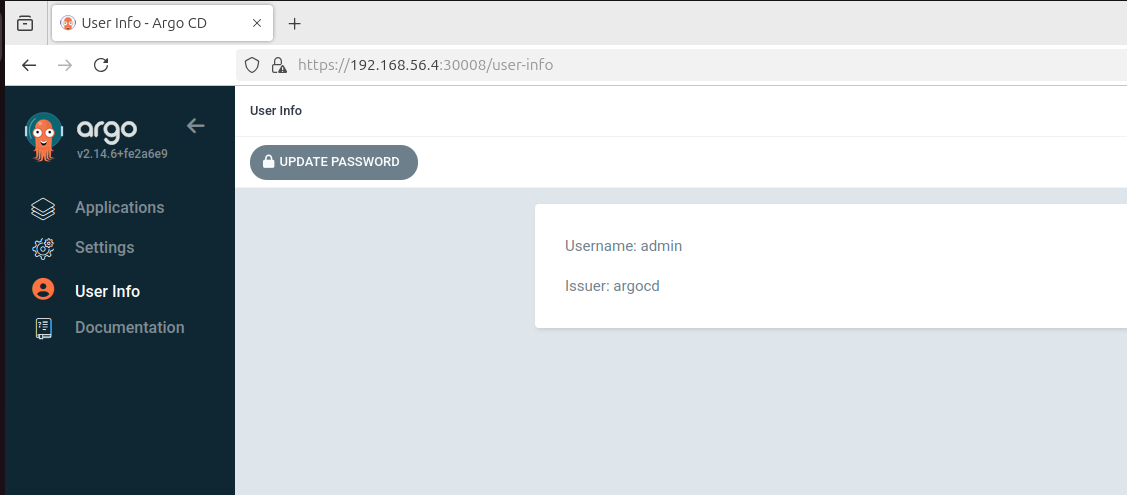 User Info - Argo CD
https://192.168.56.4:30008/user-info
argo
v2.14.6+fe2a6e9
Applications
Settings
User Info
Documentation
User Info
UPDATE PASSWORD
Username: admin
Issuer: argocd